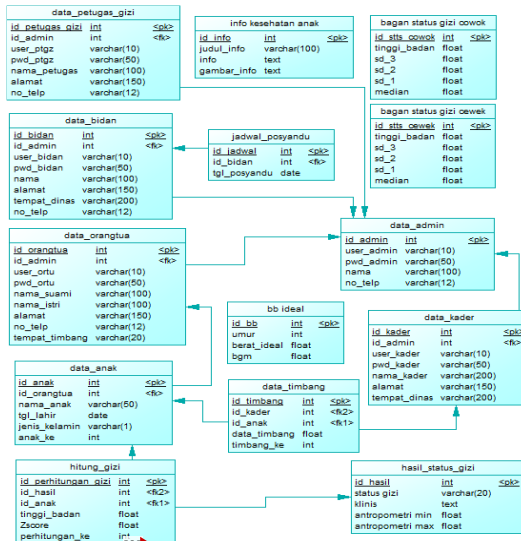 data_petugas_gizi
id_petugas_gizi int <pk>
id_admin int <fk>
user_ptgz varchar(10)
pwd_ptgz varchar(50)
nama_petugas varchar(100)
alamat varchar(150)
no_telp varchar(12)
info kesehatan anak
id_info int <pk>
judul_info varchar(100)
info text
gambar_info text
bagan status gizi cowok
id_stts_cowok int <pk>
tinggi_badan float
sd_3 float
sd_2 float
sd_1 float
median float
bagan status gizi cewek
id_stts_cewek int <pk>
tinggi_badan float
sd_3 float
sd_2 float
sd_1 float
median float
data_bidan
id_bidan int <pk>
id_admin int <fk>
user_bidan varchar(10)
pwd_bidan varchar(50)
nama varchar(100)
alamat varchar(150)
tempat_dinas varchar(200)
no_telp varchar(12)
jadwal_posyandu
id_jadwal int <pk>
id_bidan int <fk>
tgl_posyandu date
data_admin
id_admin int <pk>
user_admin varchar(10)
pwd_admin varchar(50)
nama varchar(100)
no_telp varchar(12)
data_orangtua
id_orangtua int <pk>
id_admin int <fk>
user_ortu varchar(10)
pwd_ortu varchar(50)
nama_suami varchar(100)
nama_istri varchar(100)
alamat varchar(150)
no_telp varchar(12)
tempat_timbang varchar(20)
bb ideal
id_bb int <pk>
umur int
berat_ideal float
bgm float
data_kader
id_kader int <pk>
id_admin int <fk>
user_kader varchar(10)
pwd_kader varchar(50)
nama_kader varchar(200)
alamat varchar(150)
tempat_dinas varchar(200)
data_anak
id_anak int <pk>
id_orangtua int <fk>
nama_anak varchar(50)
tgl_lahir date
jenis_kelamin varchar(1)
anak_ke int
data_timbang
id_timbang int <pk>
id_kader int <fk2>
id_anak int <fk1>
data_timbang float
timbang_ke int
hitung_gizi
id_perhitungan_gizi int <pk>
id_hasil int <fk2>
id_anak int <fk1>
tinggi_badan float
Zscore float
perhitungan_ke int
hasil_status_gizi
id_hasil int <pk>
status gizi varchar(20)
klinis text
antropometri min float
antropometri max float